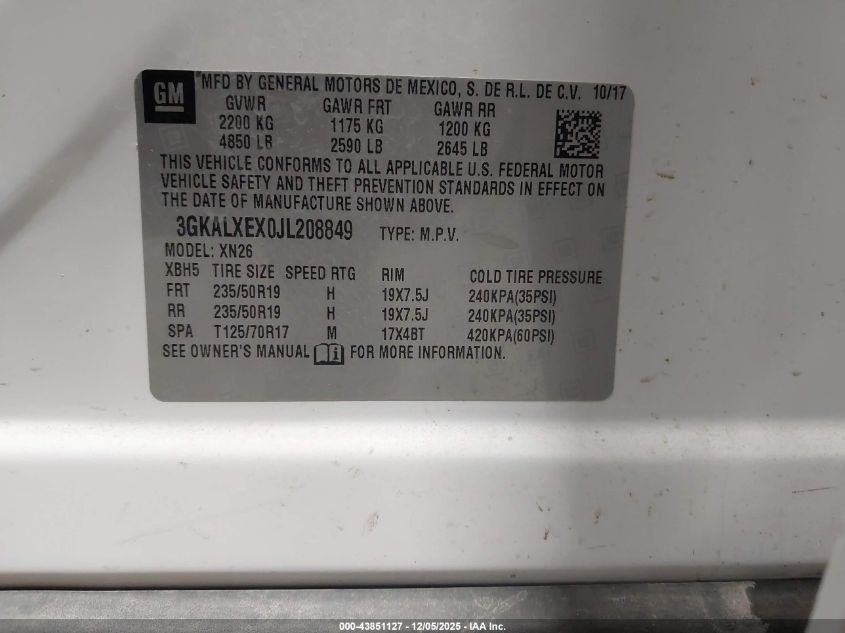 GM
MFD BY GENERAL MOTORS DE MEXICO, S. DE R.L. DE C.V. 10/17
GVWR GAWR FRT GAWR RR
2200 KG 1175 KG 1200 KG
4850 LB 2590 LB 2645 LB
THIS VEHICLE CONFORMS TO ALL APPLICABLE U.S. FEDERAL MOTOR
VEHICLE SAFETY AND THEFT PREVENTION STANDARDS IN EFFECT ON
THE DATE OF MANUFACTURE SHOWN ABOVE.
3GKALXEX0JL208849 TYPE: M.P.V.
MODEL: XN26
XBH5 TIRE SIZE SPEED RTG RIM COLD TIRE PRESSURE
FRT 235/50R19 H 19X7.5J 240KPA(35PSI)
RR 235/50R19 H 19X7.5J 240KPA(35PSI)
SPA T125/70R17 M 17X4BT 420KPA(60PSI)
SEE OWNER'S MANUAL FOR MORE INFORMATION.
000-43851127 - 12/05/2025 - IAA Inc.